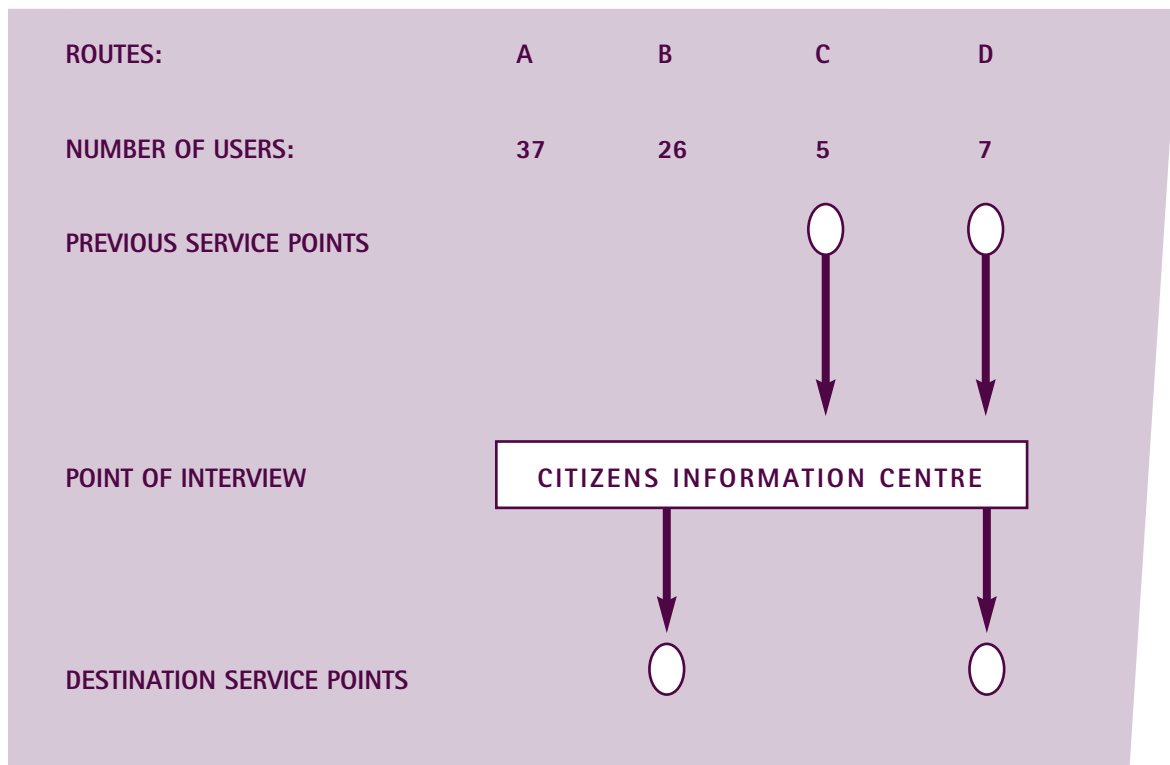 ROUTES: A B C D
NUMBER OF USERS: 37 26 5 7
PREVIOUS SERVICE POINTS
POINT OF INTERVIEW CITIZENS INFORMATION CENTRE
DESTINATION SERVICE POINTS